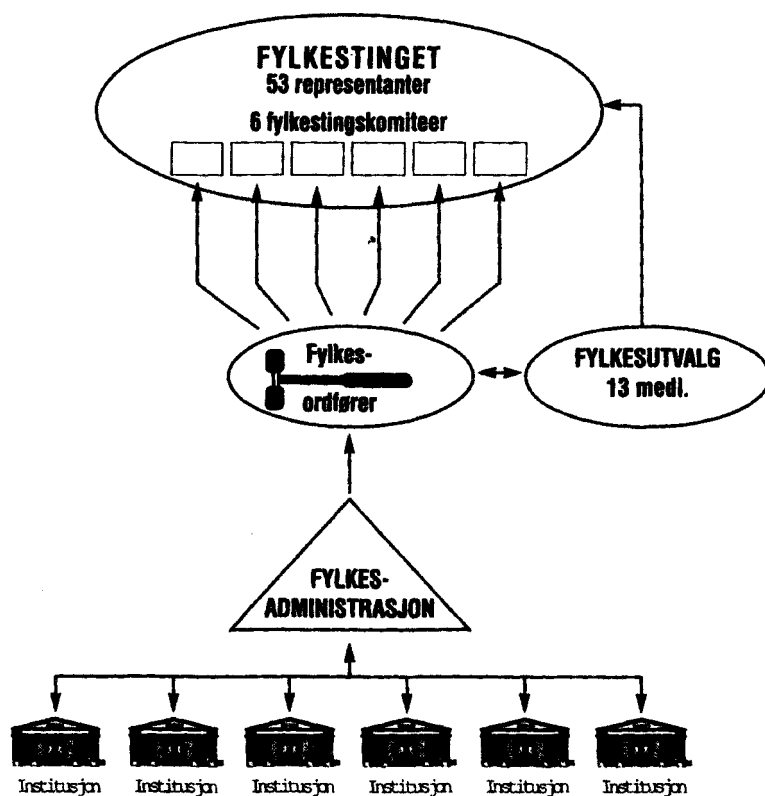 FYLKESTINGET
53 representanter
6 fylkestingskomiteer
Fylkes-
ordfører
FYLKESUTVALG
13 medl.
FYLKES-
ADMINISTRASJON
Institusjon Institusjon Institusjon Institusjon Institusjon Institusjon